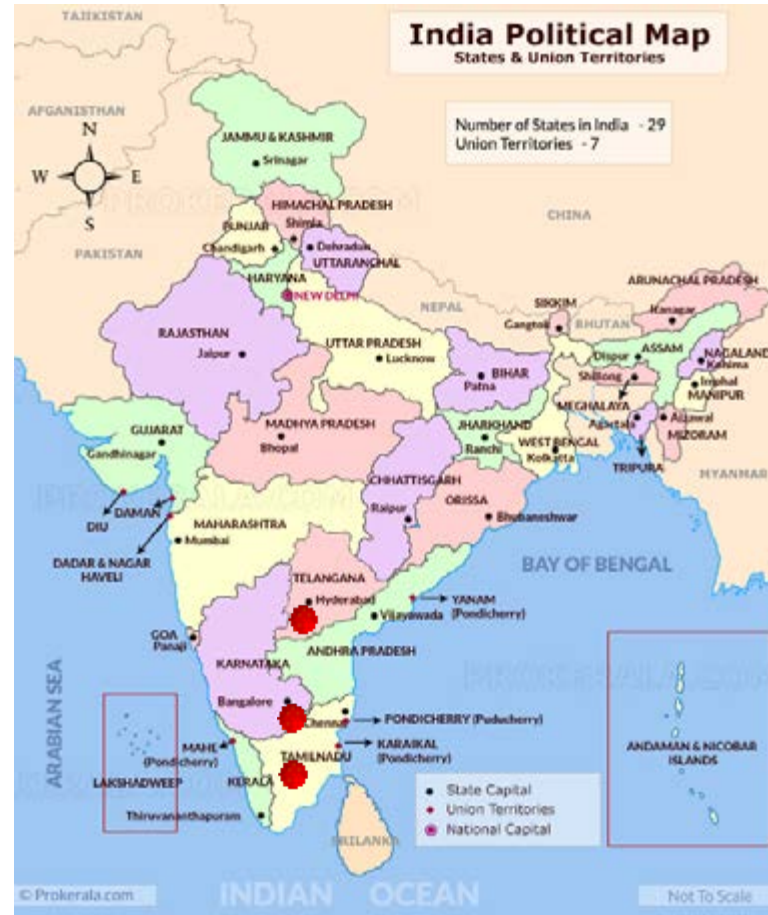 TAJIKISTAN
India Political Map
States & Union Territories
AFGANISTHAN
Number of States in India - 29
Union Territories - 7
N
W
E
S
JAMMU & KASHMIR
Srinagar
CHINA
HIMACHAL PRADESH
Shimla
PUNJAB
Chandigarh
Dehradun
UTTARANCHAL
PAKISTAN
HARYANA
NEW DELHI
NEPAL
SIKKIM
Gangtok
BHUTAN
ARUNACHAL PRADESH
Itanagar
RAJASTHAN
Jaipur
UTTAR PRADESH
Lucknow
BIHAR
Patna
Dispur
ASSAM
NAGALAND
Kohima
Shillong
Imphal
MANIPUR
MEGHALAYA
Agartala
Aizawal
MIZORAM
TRIPURA
MYANMAR
GUJARAT
Gandhinagar
MADHYA PRADESH
Bhopal
JHARKHAND
Ranchi
WEST BENGAL
Kolkatta
CHHATTISGARH
Raipur
ORISSA
Bhubaneshwar
DIU
DAMAN
DADAR & NAGAR
HAVELI
MAHARASHTRA
Mumbai
BAY OF BENGAL
TELANGANA
Hyderabad
YANAM
(Pondicherry)
Vijayawada
GOA
Panaji
ANDHRA PRADESH
KARNATAKA
Bangalore
Chennai
PONDICHERRY (Puducherry)
ARABIAN SEA
MAHE
(Pondicherry)
TAMILNADU
KARAIKAL
(Pondicherry)
ANDAMAN & NICOBAR
ISLANDS
LAKSHADWEEP
KERALA
Thiruvananthapuram
SRILANKA
State Capital
Union Territories
National Capital
© Prokerala.com
INDIAN OCEAN
Not To Scale